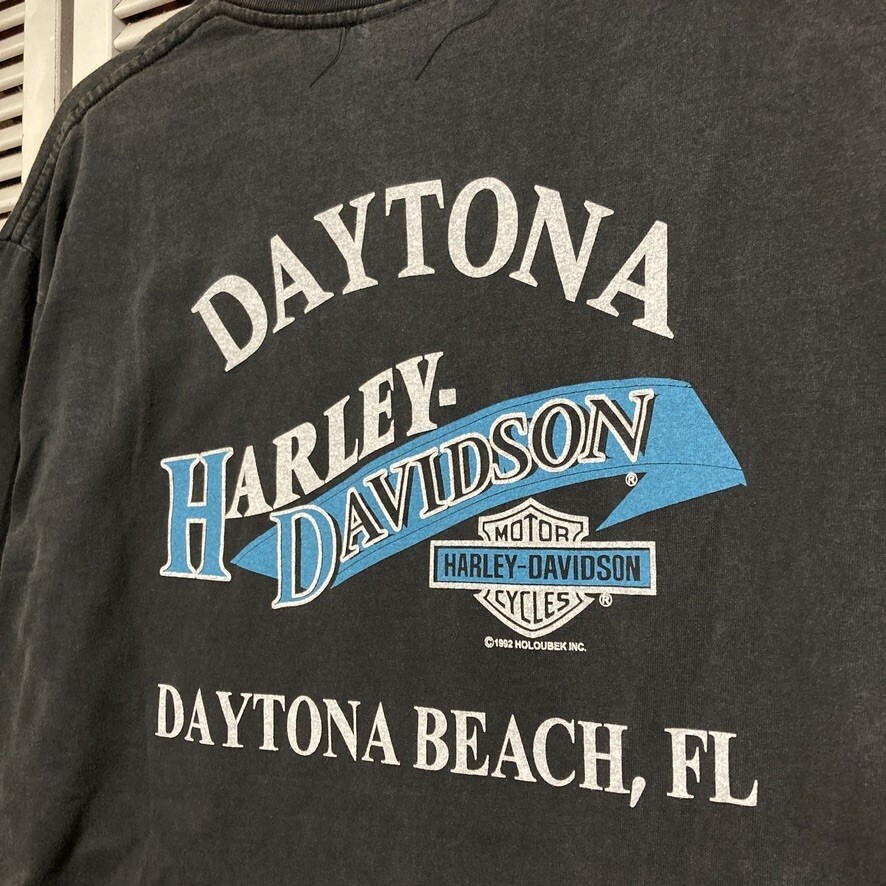 DAYTONA
HARLEY-
DAVIDSON®
MOTOR
HARLEY-DAVIDSON
CYCLES®
©1992 HOLOUBEK INC.
DAYTONA BEACH, FL